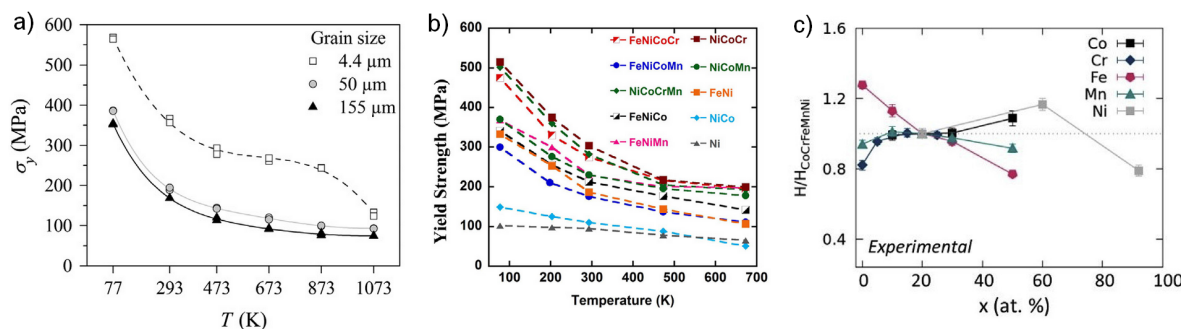 a)
Grain size
4.4 µm
50 µm
155 µm
600
500
400
300
200
100
0
σy (MPa)
77 293 473 673 873 1073
T (K)
b)
FeNiCoCr NiCoCr
FeNiCoMn NiCoMn
NiCoCrMn FeNi
FeNiCo NiCo
FeNiMn Ni
600
500
400
300
200
100
0
Yield Strength (MPa)
100 200 300 400 500 600 700
Temperature (K)
c)
Co
Cr
Fe
Mn
Ni
1.6
1.2
0.8
0.4
H/HCoCrFeMnNi
Experimental
0 20 40 60 80 100
x (at. %)